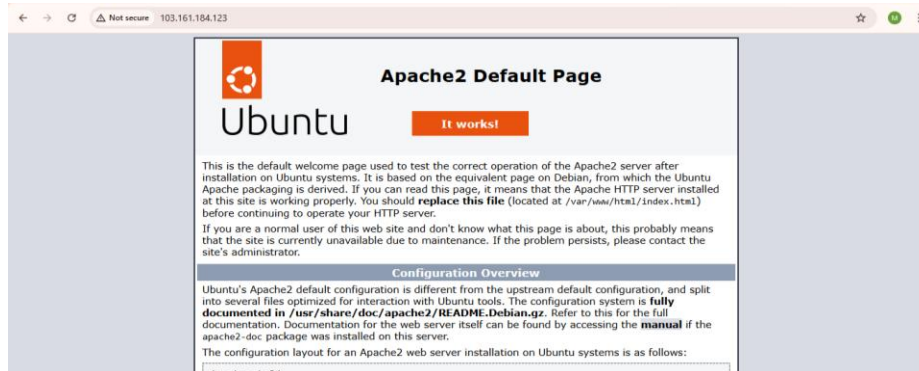 Not secure 103.161.184.123
M
Apache2 Default Page
Ubuntu
It works!
This is the default welcome page used to test the correct operation of the Apache2 server after
installation on Ubuntu systems. It is based on the equivalent page on Debian, from which the Ubuntu
Apache packaging is derived. If you can read this page, it means that the Apache HTTP server installed
at this site is working properly. You should replace this file (located at /var/www/html/index.html)
before continuing to operate your HTTP server.
If you are a normal user of this web site and don't know what this page is about, this probably means
that the site is currently unavailable due to maintenance. If the problem persists, please contact the
site's administrator.
Configuration Overview
Ubuntu's Apache2 default configuration is different from the upstream default configuration, and split
into several files optimized for interaction with Ubuntu tools. The configuration system is fully
documented in /usr/share/doc/apache2/README.Debian.gz. Refer to this for the full
documentation. Documentation for the web server itself can be found by accessing the manual if the
apache2-doc package was installed on this server.
The configuration layout for an Apache2 web server installation on Ubuntu systems is as follows: